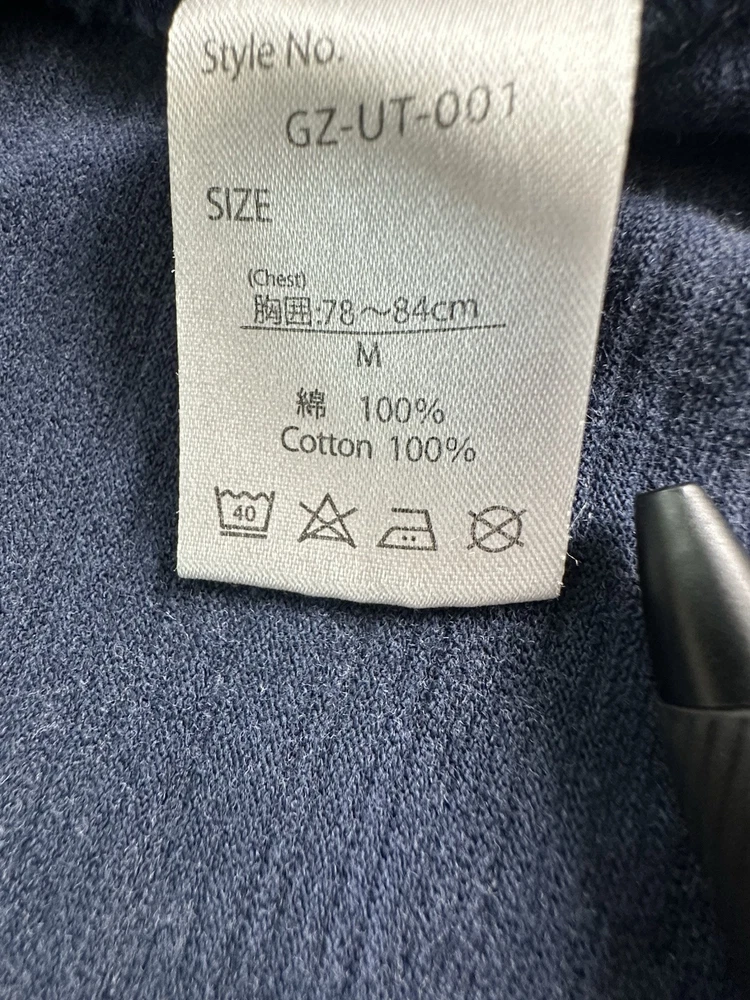 Style No.
GZ-UT-001
SIZE
(Chest)
胸囲:78～84cm
M
綿 100%
Cotton 100%
40